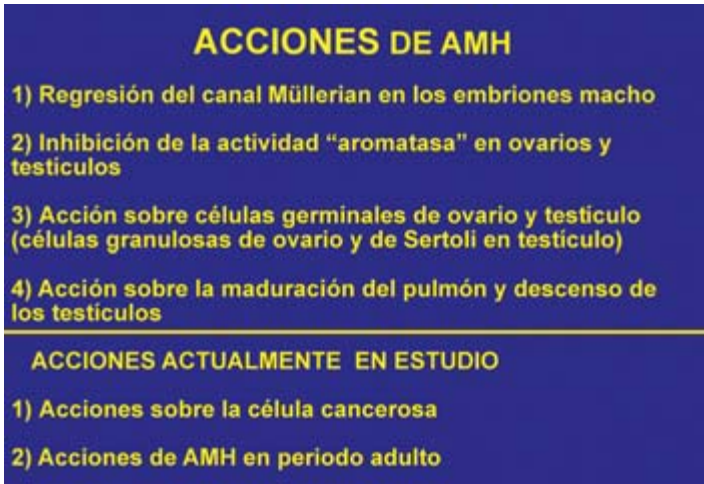 ACCIONES DE AMH
1) Regresión del canal Müllerian en los embriones macho
2) Inhibición de la actividad “aromatasa” en ovarios y
testículos
3) Acción sobre células germinales de ovario y testículo
(células granulosas de ovario y de Sertoli en testículo)
4) Acción sobre la maduración del pulmón y descenso de
los testículos
ACCIONES ACTUALMENTE EN ESTUDIO
1) Acciones sobre la célula cancerosa
2) Acciones de AMH en periodo adulto